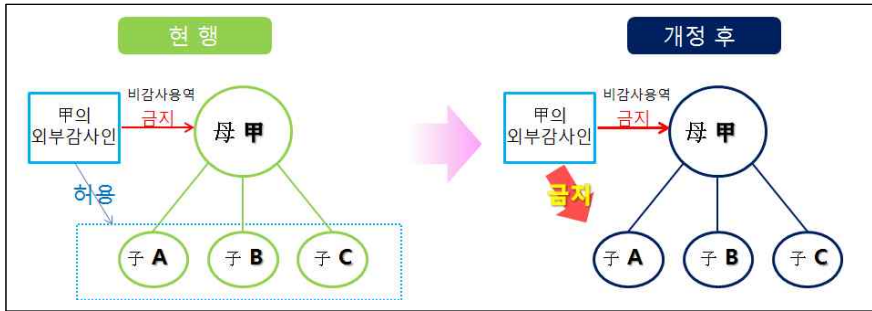 현 행
개정 후
甲의
외부감사인
비감사용역
금지
母 甲
허용
子 A
子 B
子 C
甲의
외부감사인
비감사용역
금지
母 甲
금지
子 A
子 B
子 C